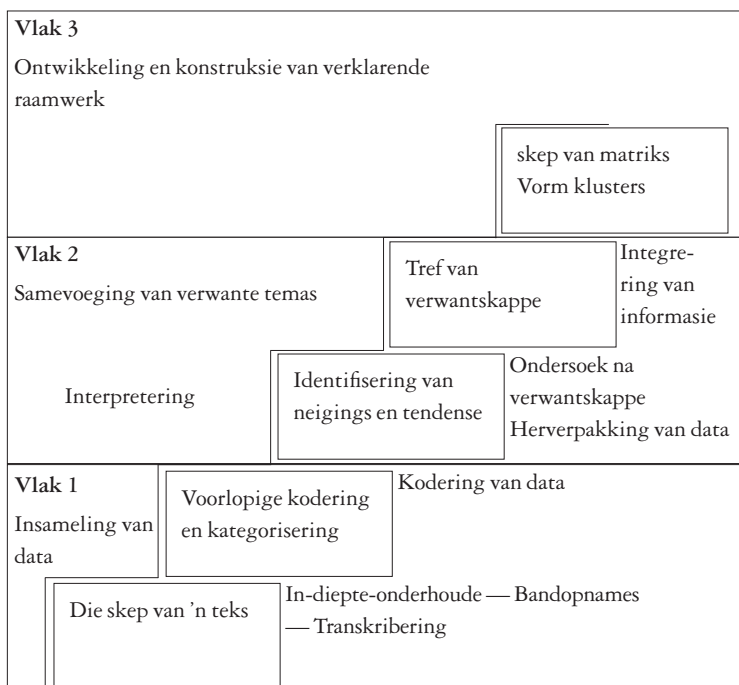 Vlak 3
Ontwikkeling en konstruksie van verklarende
raamwerk
skep van matriks
Vorm klusters
Vlak 2
Samevoeging van verwante temas
Tref van
verwantskappe
Integre-
ring van
informasie
Interpretering
Identifisering van
neigings en tendense
Ondersoek na
verwantskappe
Herverpakking van data
Vlak 1
Insameling van
data
Voorlopige kodering
en kategorisering
Kodering van data
Die skep van ’n teks
In-diepte-onderhoude — Bandopnames
— Transkribering